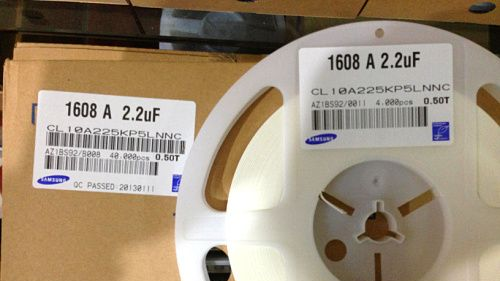 1608 A 2.2uF
CL10A225KP5LNNC
AZ1BS92/B008 40.000pcs 0.50T
SAMSUNG
QC PASSED 20130111
1608 A 2.2uF
CL10A225KP5LNNC
AZ1BS92/0011 4.000pcs 0.50T
SAMSUNG